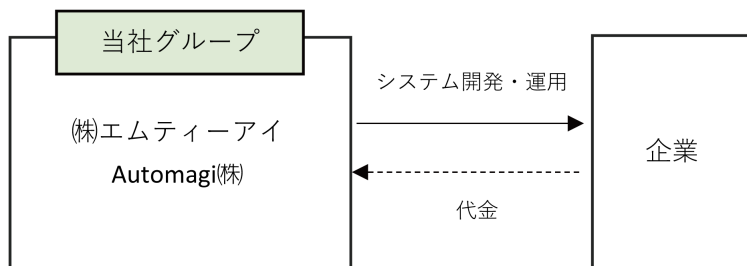 当社グループ
㈱エムティーアイ
Automagi㈱
システム開発・運用
代金
企業